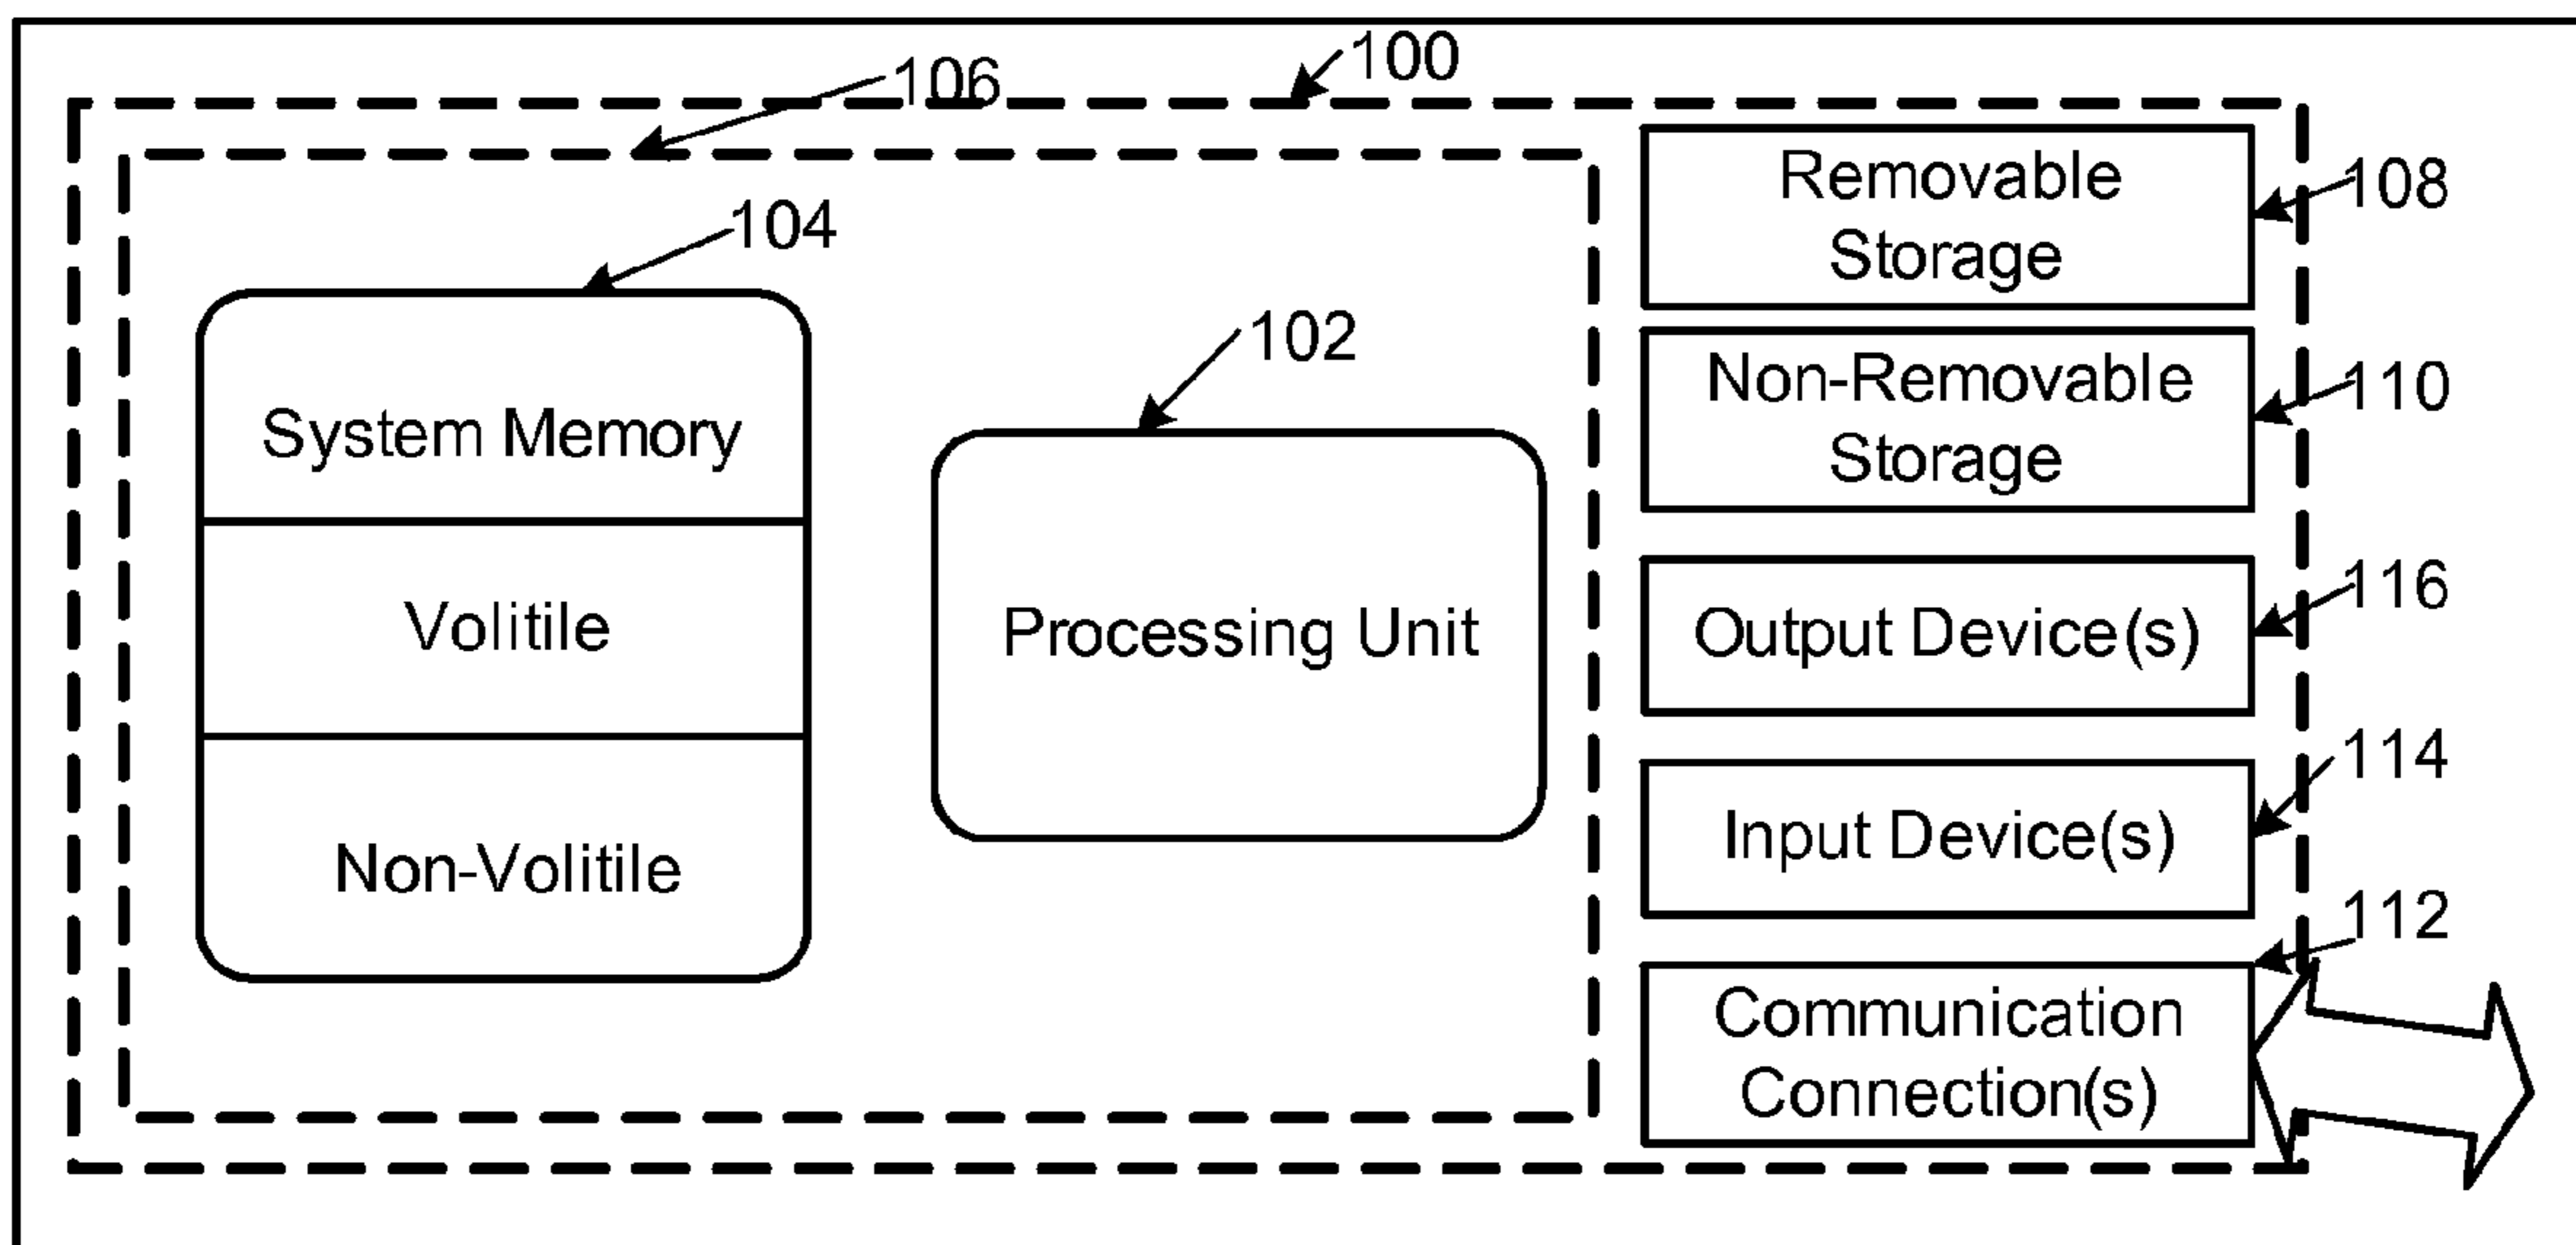 100
106
104
System Memory
Volitile
Non-Volitile
102
Processing Unit
Removable
Storage
108
Non-Removable
Storage
110
Output Device(s)
116
Input Device(s)
114
Communication
Connection(s)
112